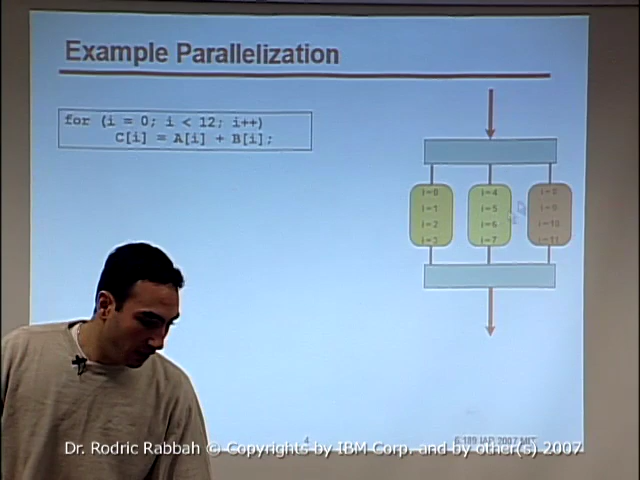 Example Parallelization
for (i = 0; i < 12; i++)
C[i] = A[i] + B[i];
i=0
i=1
i=2
i=3
i=4
i=5
i=6
i=7
i=8
i=9
i=10
i=11
4
6.189 IAP 2007 MIT
Dr. Rodric Rabbah © Copyrights by IBM Corp. and by other(s) 2007